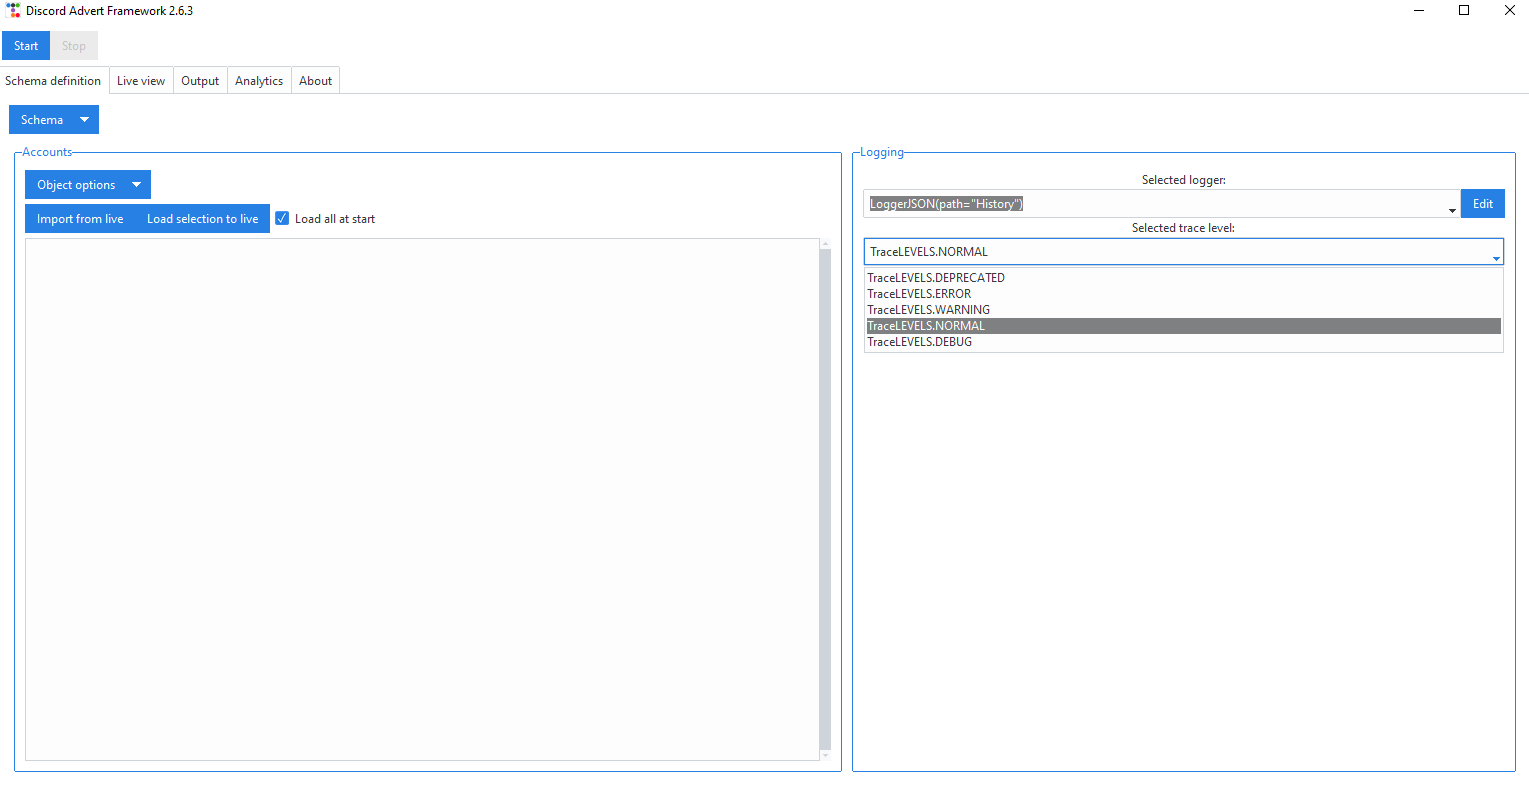 Discord Advert Framework 2.6.3
Start Stop
Schema definition Live view Output Analytics About
Schema
Accounts
Object options
Import from live Load selection to live Load all at start
Logging
Selected logger:
LoggerJSON(path="History") Edit
Selected trace level:
TraceLEVELS.NORMAL
TraceLEVELS.DEPRECATED
TraceLEVELS.ERROR
TraceLEVELS.WARNING
TraceLEVELS.NORMAL
TraceLEVELS.DEBUG